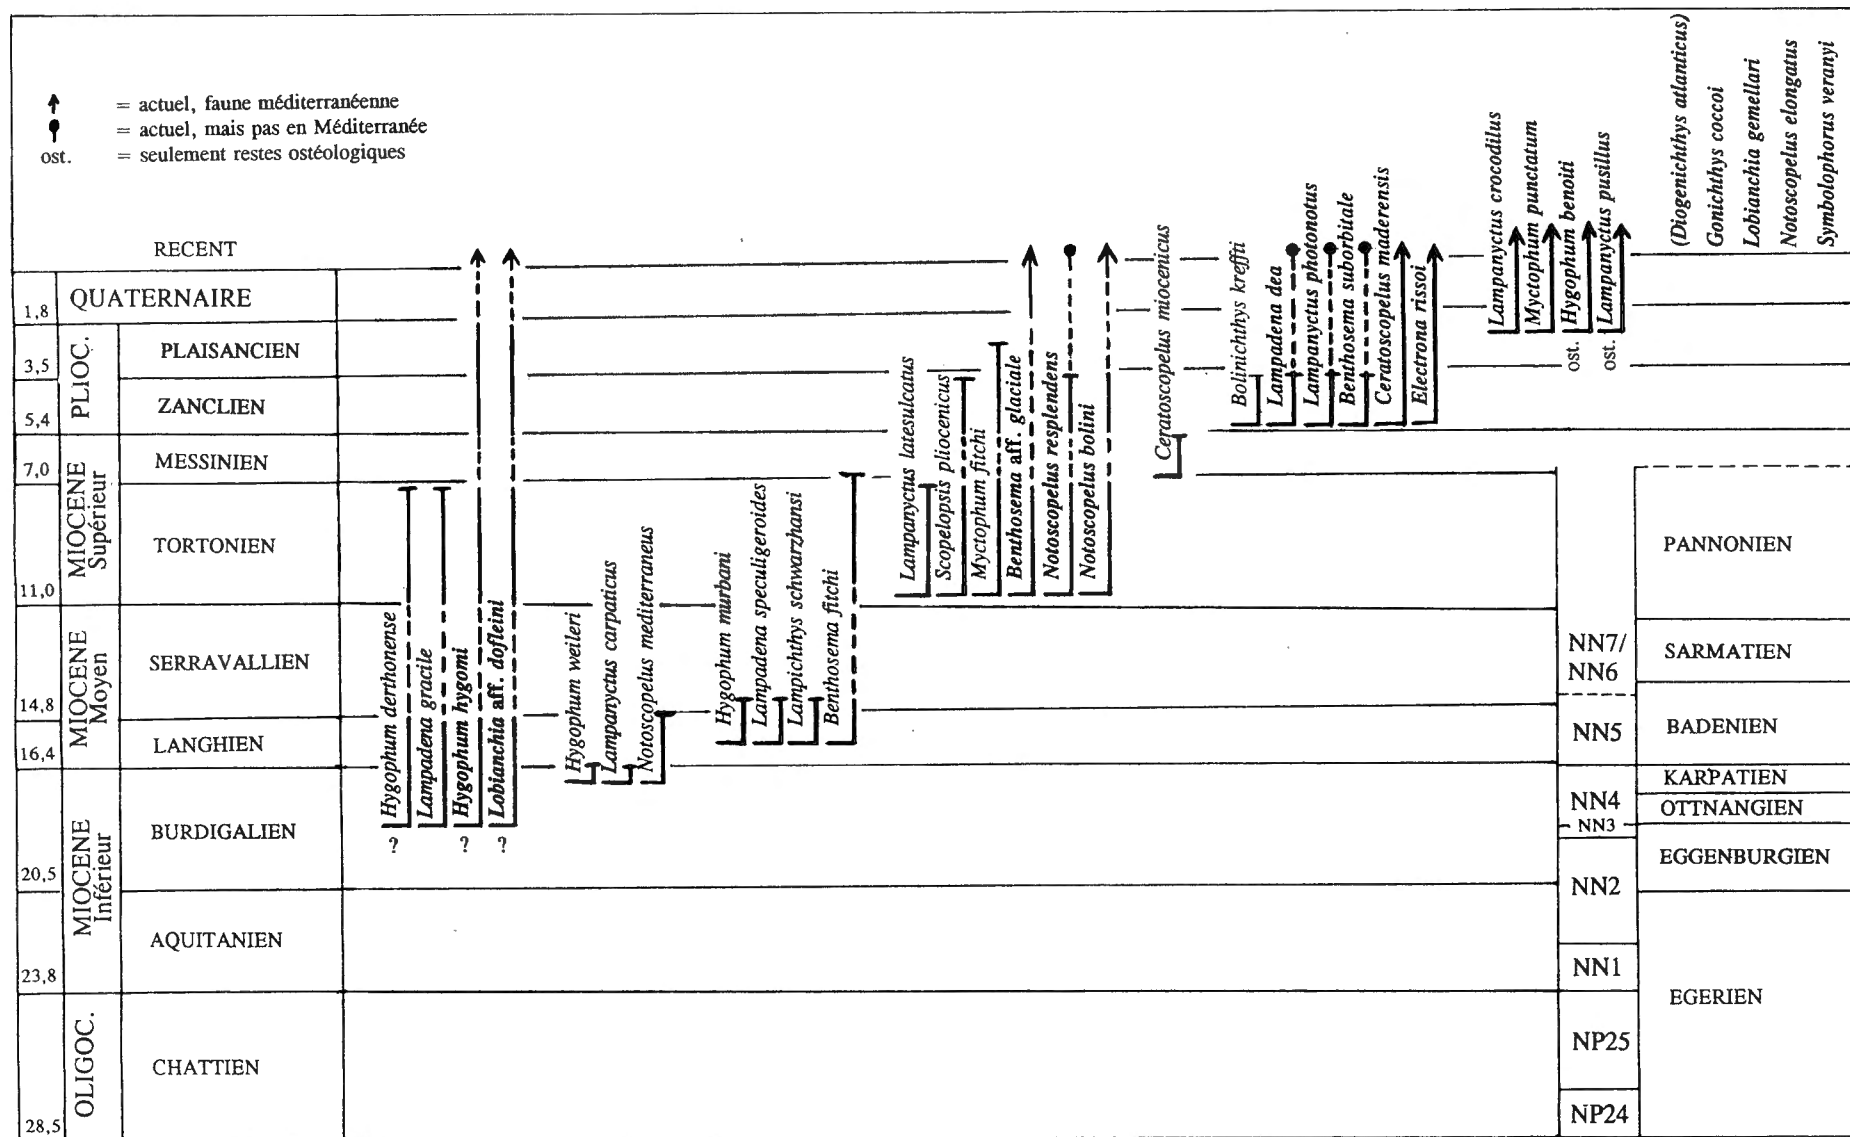 = actuel, faune méditerranéenne
= actuel, mais pas en Méditerranée
ost. = seulement restes ostéologiques
RECENT
QUATERNAIRE
1,8
PLIOC.
PLAISANCIEN
3,5
ZANCLIEN
5,4
MIOCENE
Supérieur
MESSINIEN
7,0
TORTONIEN
11,0
MIOCENE
Moyen
SERRAVALLIEN
14,8
LANGHIEN
16,4
MIOCENE
Inférieur
BURDIGALIEN
20,5
AQUITANIEN
23,8
OLIGOC.
CHATTIEN
28,5
Hygophum derthonense
?
Lampadena gracile
Hygophum hygomi
?
Lobianchia aff. dofleini
?
Hygophum weileri
Lampanyctus carpaticus
Notoscopelus mediterraneus
Hygophum murbani
Lampadena speculigeroides
Lampichthys schwarzhansi
Benthosema fitchi
Lampanyctus latesulcatus
Scopelopsis pliocenicus
Myctophum fitchi
Benthosema aff. glaciale
Notoscopelus resplendens
Notoscopelus bolini
Ceratoscopelus miocenicus
Bolinichthys kreffti
Lampadena dea
Lampanyctus photonotus
Benthosema suborbitale
Ceratoscopelus maderensis
Electrona rissoi
Lampanyctus crocodilus
Myctophum punctatum
Hygophum benoiti
ost.
Lampanyctus pusillus
ost.
(Diogenichthys atlanticus)
Gonichthys coccoi
Lobianchia gemellari
Notoscopelus elongatus
Symbolophorus veranyi
NN7/
NN6
NN5
NN4
NN3
NN2
NN1
NP25
NP24
PANNONIEN
SARMATIEN
BADENIEN
KARPATIEN
OTTNANGIEN
EGGENBURGIEN
EGERIEN